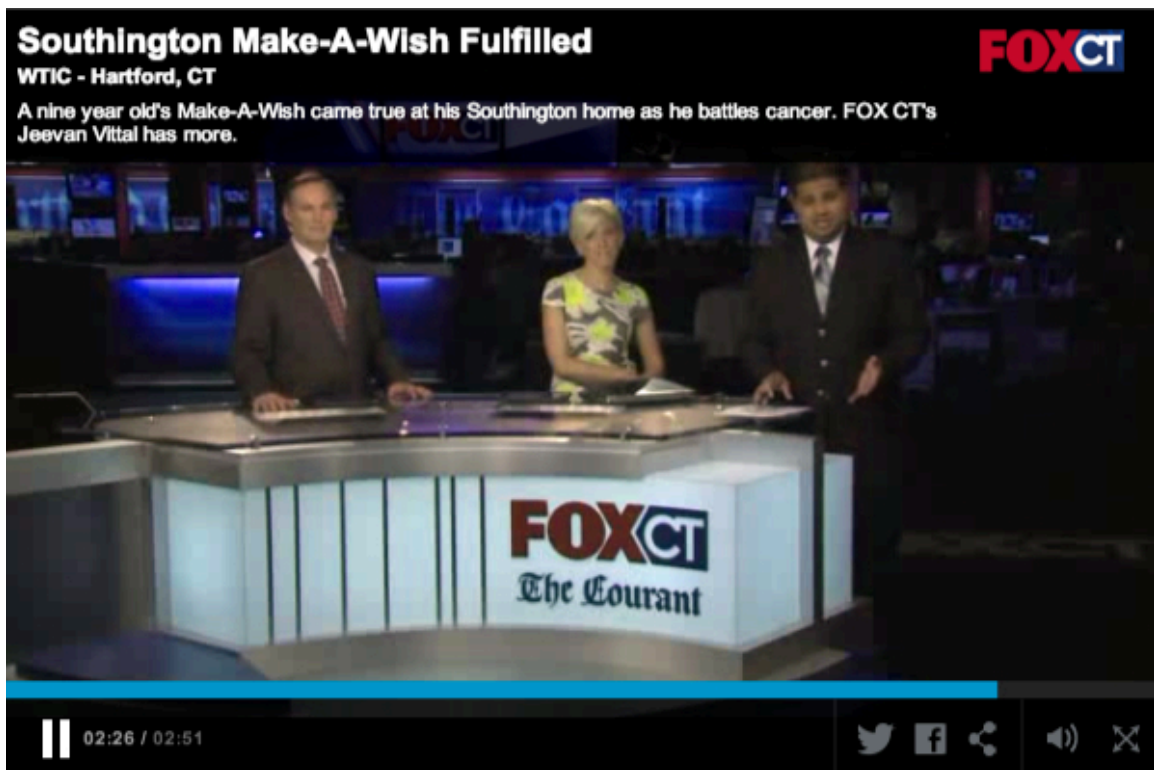 Southington Make-A-Wish Fulfilled
FOXCT
WTIC - Hartford, CT
A nine year old's Make-A-Wish came true at his Southington home as he battles cancer. FOX CT's
Jeevan Vittal has more.
FOXCT
FOXCT
The Courant
02:26 / 02:51